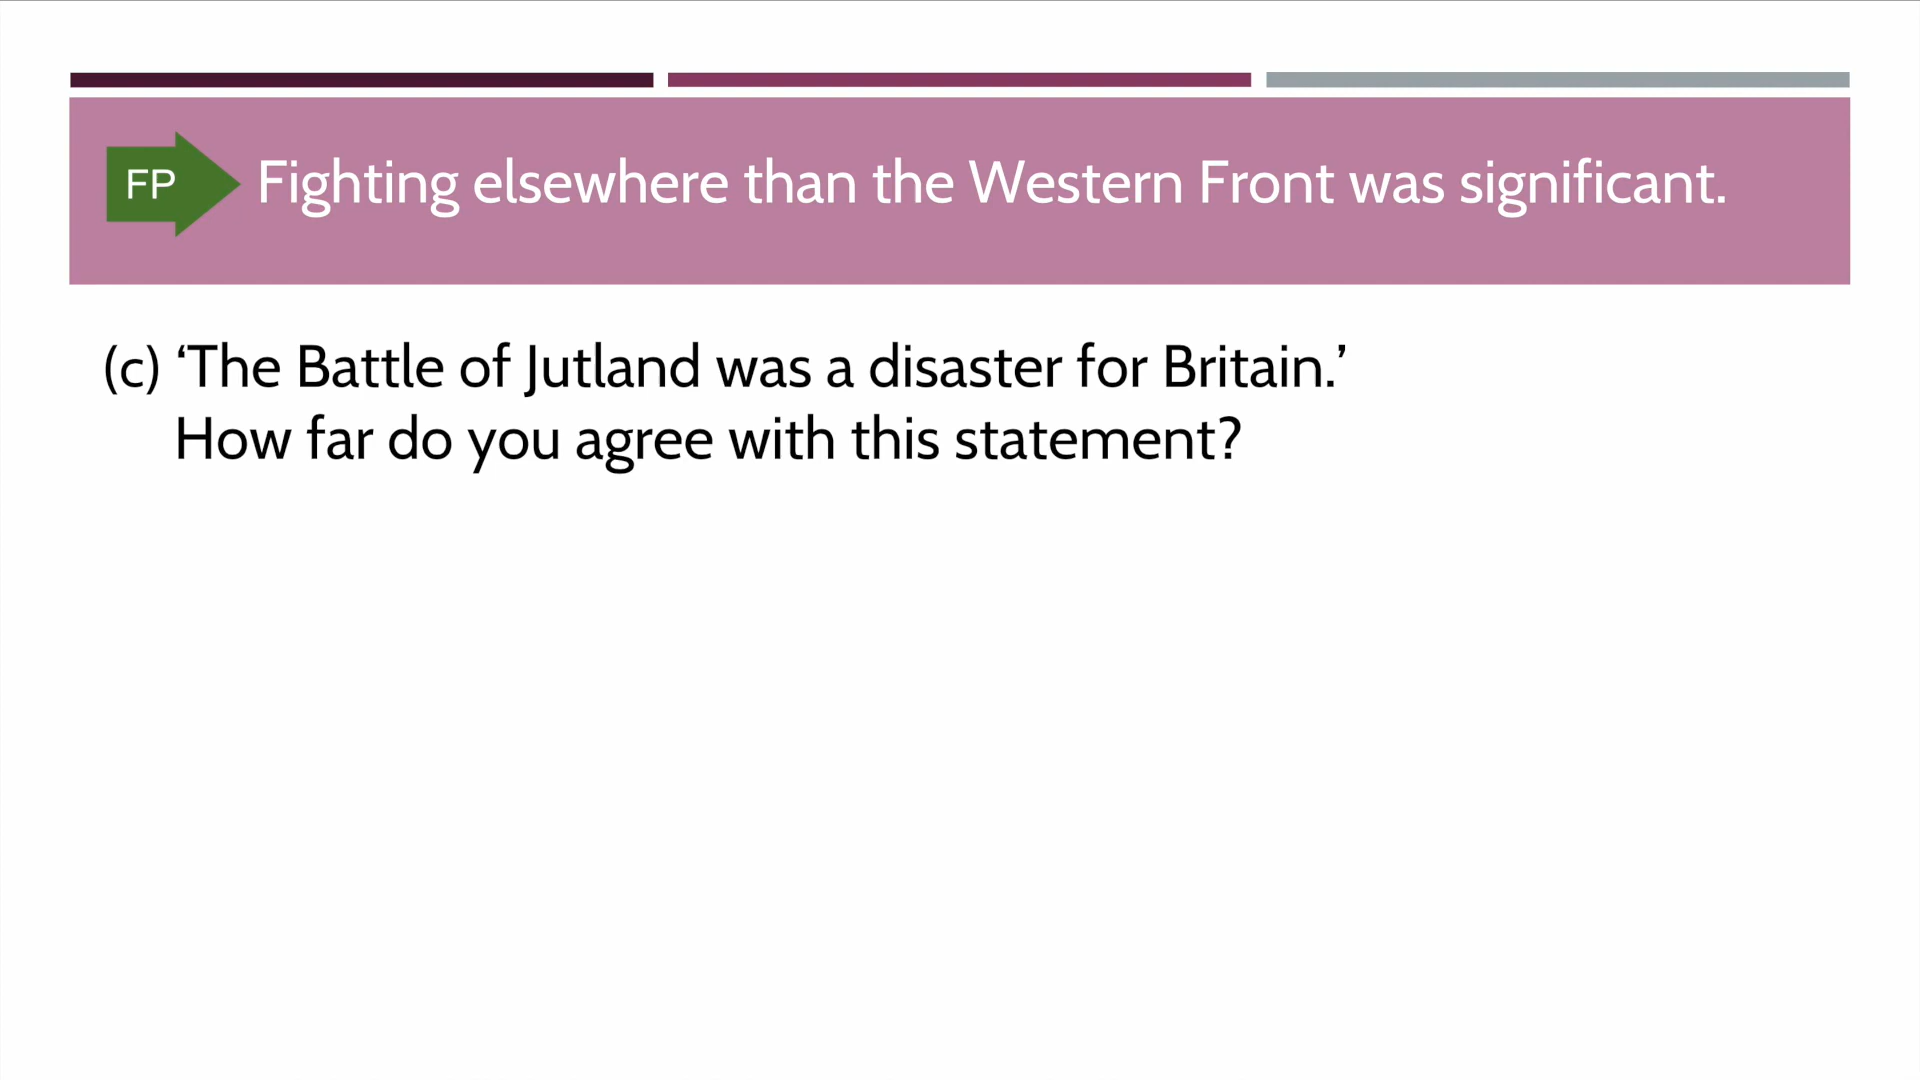 FP
Fighting elsewhere than the Western Front was significant.
(c) ‘The Battle of Jutland was a disaster for Britain.’
How far do you agree with this statement?